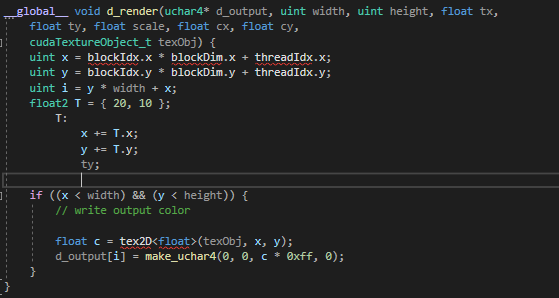 __global__ void d_render(uchar4* d_output, uint width, uint height, float tx,
float ty, float scale, float cx, float cy,
cudaTextureObject_t texObj) {
uint x = blockIdx.x * blockDim.x + threadIdx.x;
uint y = blockIdx.y * blockDim.y + threadIdx.y;
uint i = y * width + x;
float2 T = { 20, 10 };
T:
x += T.x;
y += T.y;
ty;
if ((x < width) && (y < height)) {
// write output color
float c = tex2D<float>(texObj, x, y);
d_output[i] = make_uchar4(0, 0, c * 0xff, 0);
}
}